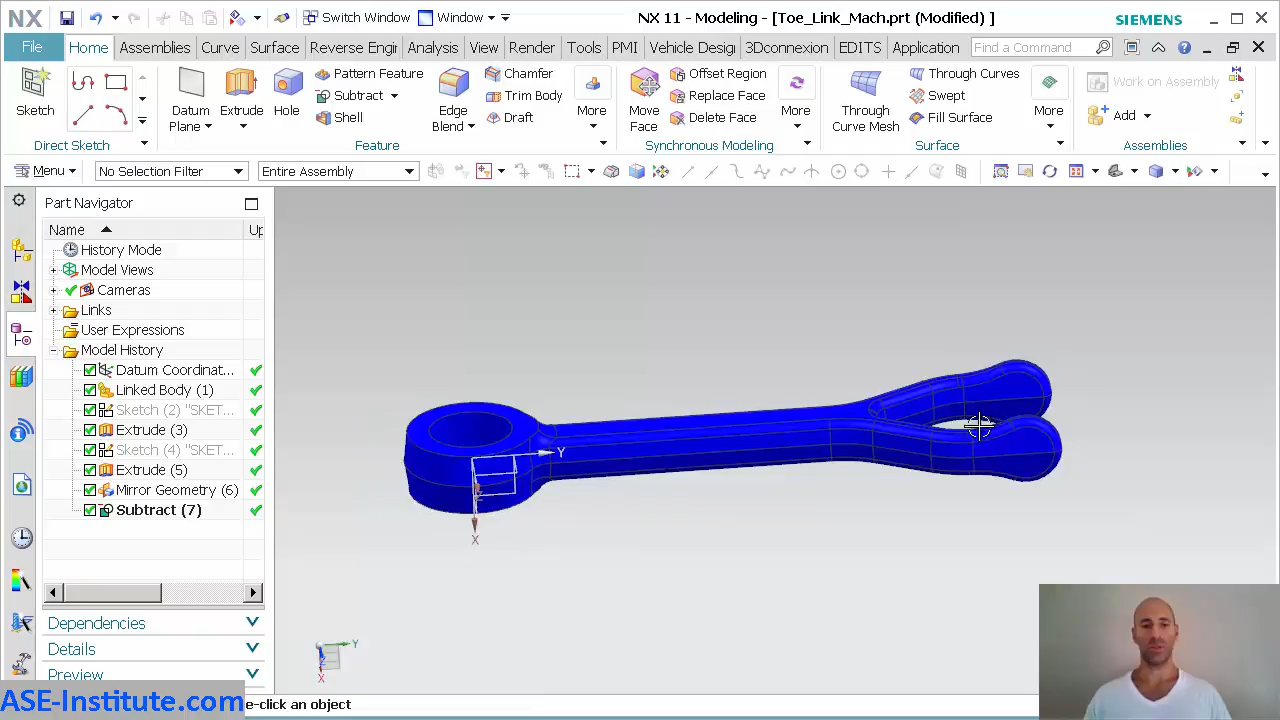 NX
Switch Window
Window
NX 11 - Modeling - [Toe_Link_Mach.prt (Modified) ]
SIEMENS
File
Home
Assemblies
Curve
Surface
Reverse Engi
Analysis
View
Render
Tools
PMI
Vehicle Desig
3Dconnexion
EDITS
Application
Find a Command
Sketch
Direct Sketch
Datum
Plane
Extrude
Hole
Pattern Feature
Subtract
Shell
Edge
Blend
Chamfer
Trim Body
Draft
More
Feature
Move
Face
Offset Region
Replace Face
Delete Face
More
Synchronous Modeling
Through
Curve Mesh
Through Curves
Swept
Fill Surface
More
Surface
Work on Assembly
Add
Assemblies
Menu
No Selection Filter
Entire Assembly
Part Navigator
Name
Up
History Mode
Model Views
Cameras
Links
User Expressions
Model History
Datum Coordinat...
Linked Body (1)
Sketch (2) "SKET...
Extrude (3)
Sketch (4) "SKET...
Extrude (5)
Mirror Geometry (6)
Subtract (7)
Dependencies
Details
Preview
Y
X
Y
X
ASE-Institute.com
e-click an object